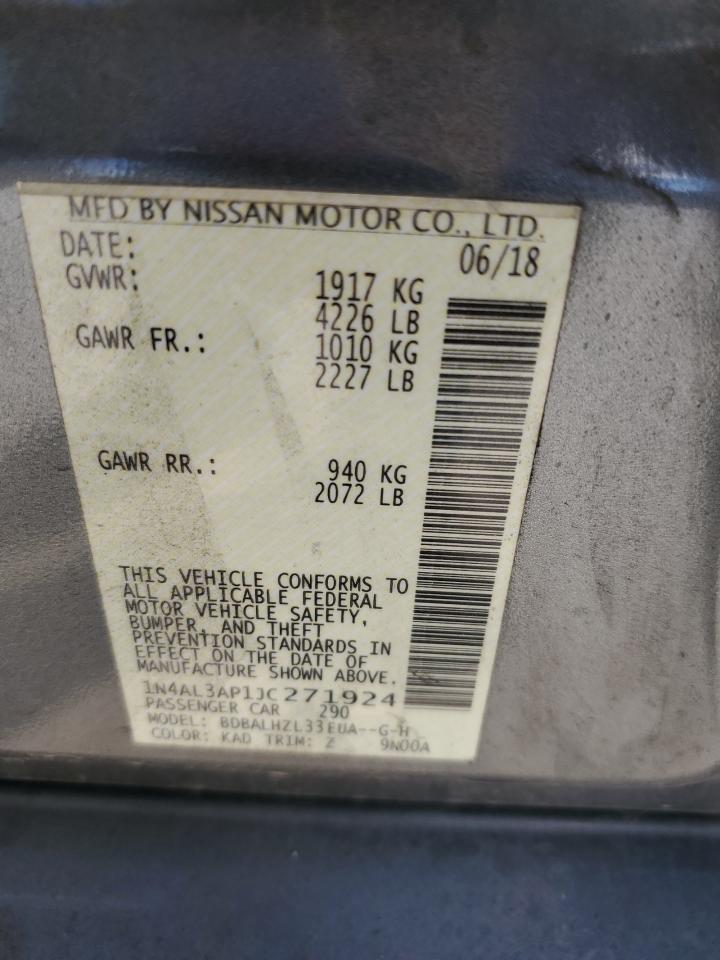 MFD BY NISSAN MOTOR CO., LTD.
DATE: 06/18
GVWR: 1917 KG
4226 LB
GAWR FR.: 1010 KG
2227 LB
GAWR RR.: 940 KG
2072 LB
THIS VEHICLE CONFORMS TO
ALL APPLICABLE FEDERAL
MOTOR VEHICLE SAFETY,
BUMPER, AND THEFT
PREVENTION STANDARDS IN
EFFECT ON THE DATE OF
MANUFACTURE SHOWN ABOVE.
1N4AL3AP1JC271924
PASSENGER CAR 290
MODEL: BDBALHZL33EUA--G-H
COLOR: KAD TRIM: Z 9N00A